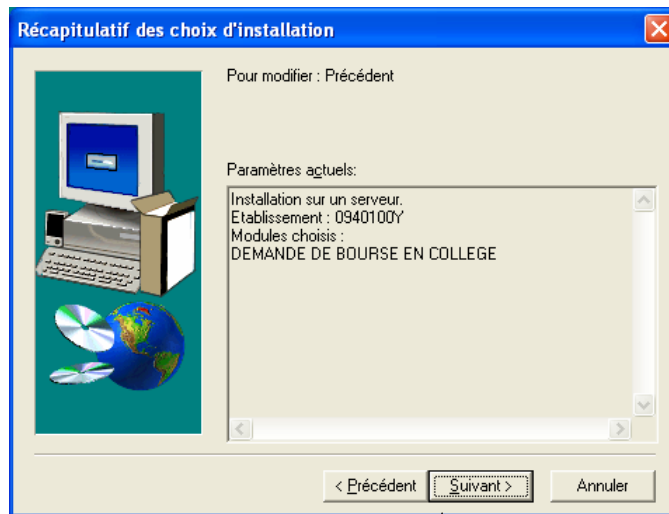 Récapitulatif des choix d'installation
Pour modifier : Précédent
Paramètres actuels:
Installation sur un serveur.
Etablissement : 0940100Y
Modules choisis :
DEMANDE DE BOURSE EN COLLEGE
< Précédent
Suivant >
Annuler